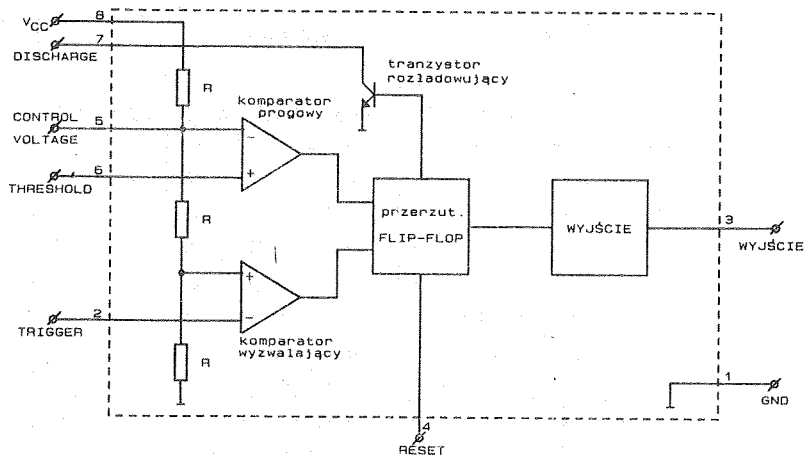 VCC
8
7
DISCHARGE
tranzystor
rozladowujący
R
komparator
progowy
CONTROL
5
VOLTAGE
-
+
6
THRESHOLD
R
przerzut.
FLIP-FLOP
WYJŚCIE
3
WYJŚCIE
+
-
2
TRIGGER
komparator
wyzwalający
R
1
GND
4
RESET